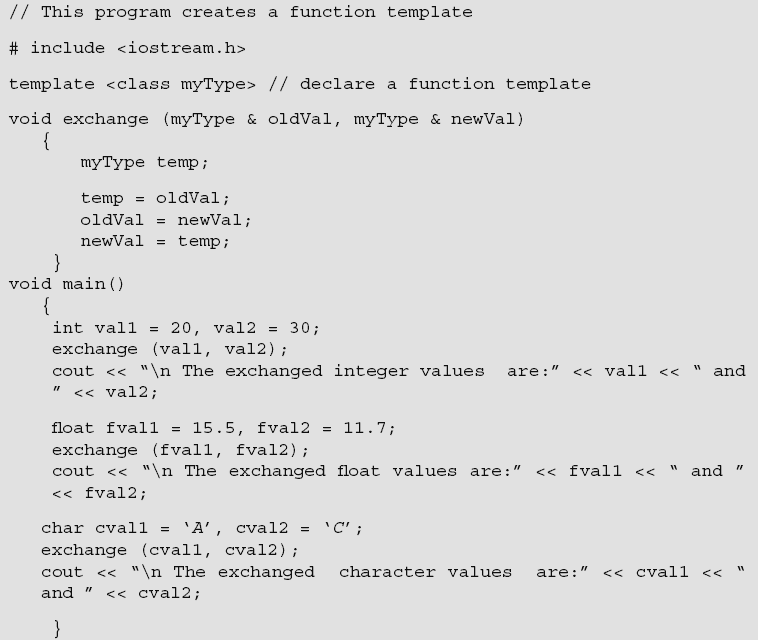 // This program creates a function template
# include <iostream.h>
template <class myType> // declare a function template
void exchange (myType & oldVal, myType & newVal)
{
myType temp;
temp = oldVal;
oldVal = newVal;
newVal = temp;
}
void main()
{
int val1 = 20, val2 = 30;
exchange (val1, val2);
cout << “\n The exchanged integer values  are:” << val1 << “ and
” << val2;
float fval1 = 15.5, fval2 = 11.7;
exchange (fval1, fval2);
cout << “\n The exchanged float values are:” << fval1 << “ and ”
<< fval2;
char cval1 = ‘A’, cval2 = ‘C’;
exchange (cval1, cval2);
cout << “\n The exchanged  character values  are:” << cval1 << “
and ” << cval2;
}